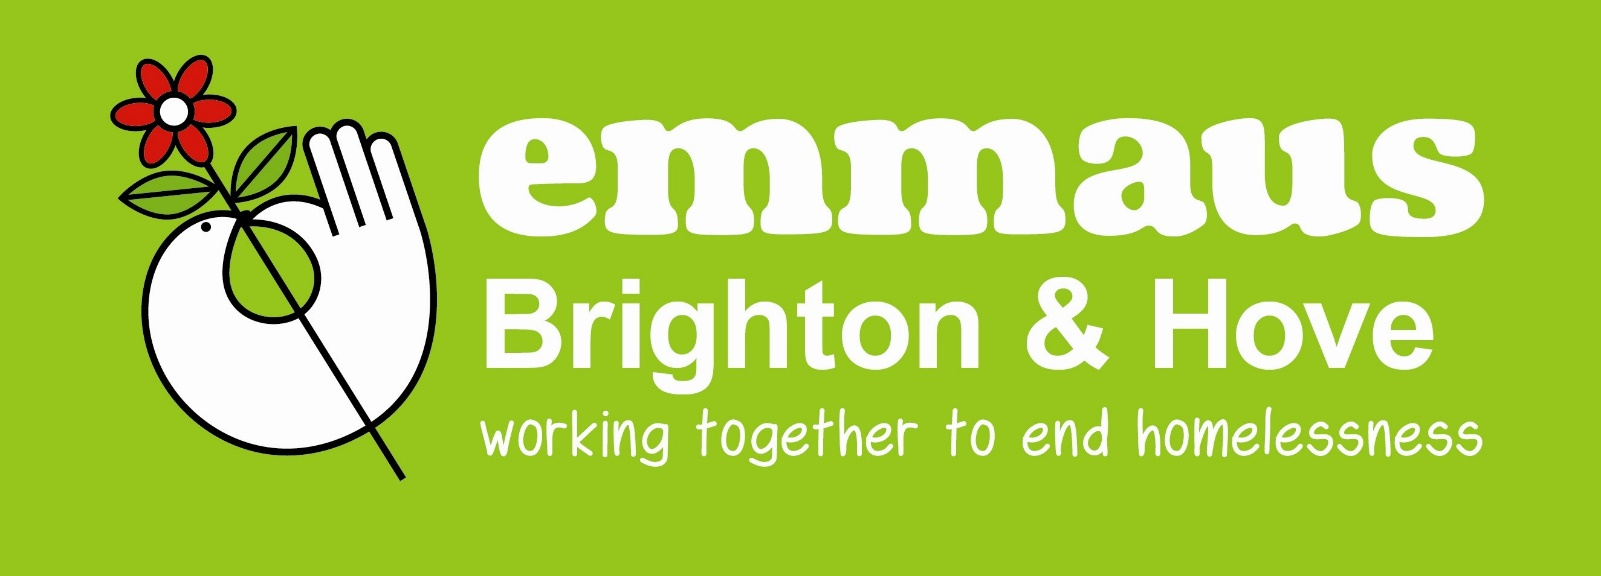 emmaus
Brighton & Hove
working together to end homelessness